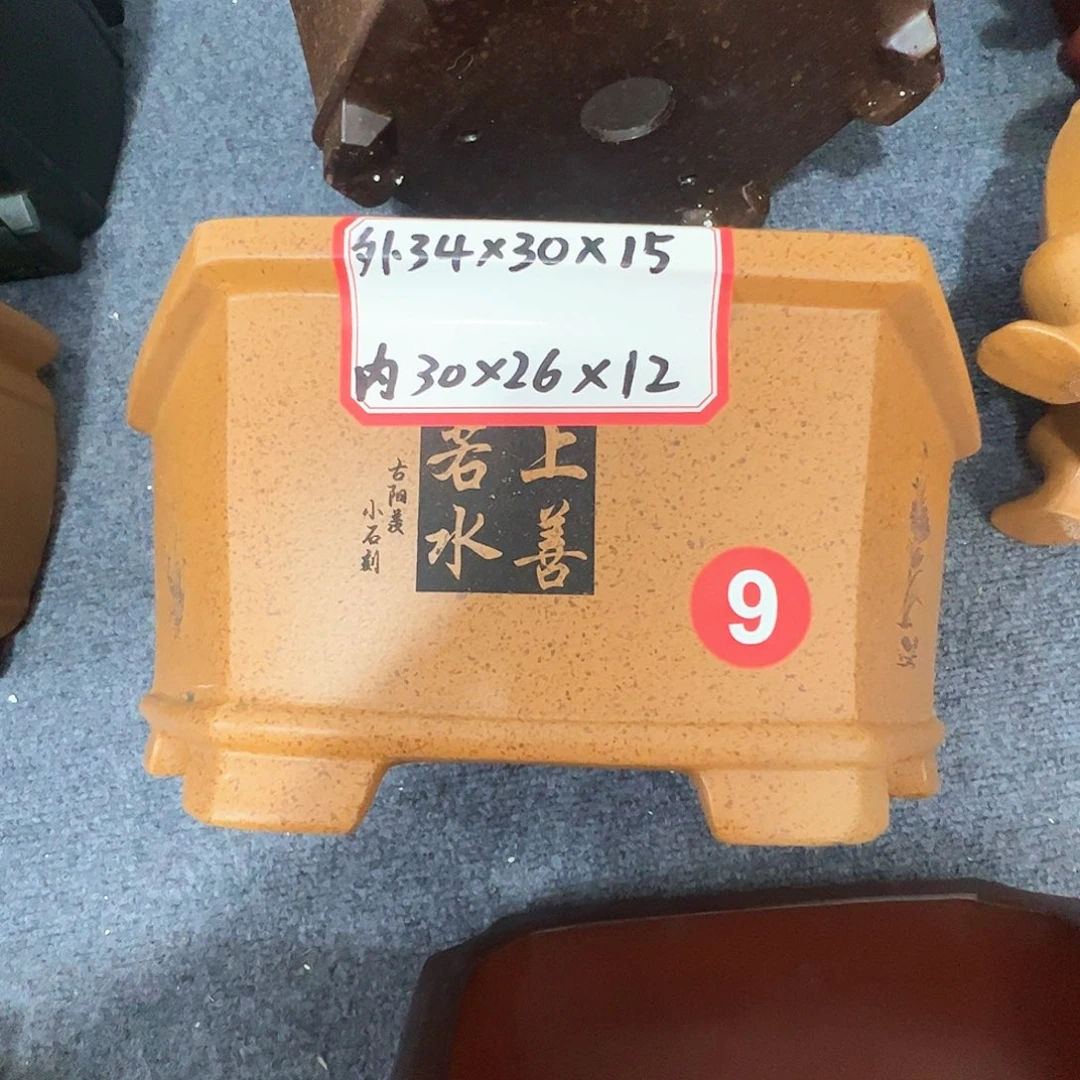 外34×30×15
内30×26×12
上善
若水
古阳羡
小石刻
9